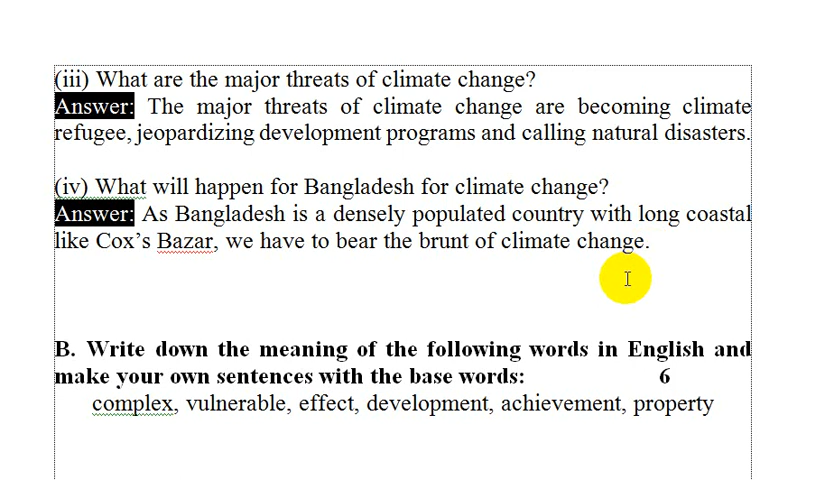 (iii) What are the major threats of climate change?
Answer: The major threats of climate change are becoming climate
refugee, jeopardizing development programs and calling natural disasters.
(iv) What will happen for Bangladesh for climate change?
Answer: As Bangladesh is a densely populated country with long coastal
like Cox’s Bazar, we have to bear the brunt of climate change.
B. Write down the meaning of the following words in English and
make your own sentences with the base words: 6
complex, vulnerable, effect, development, achievement, property